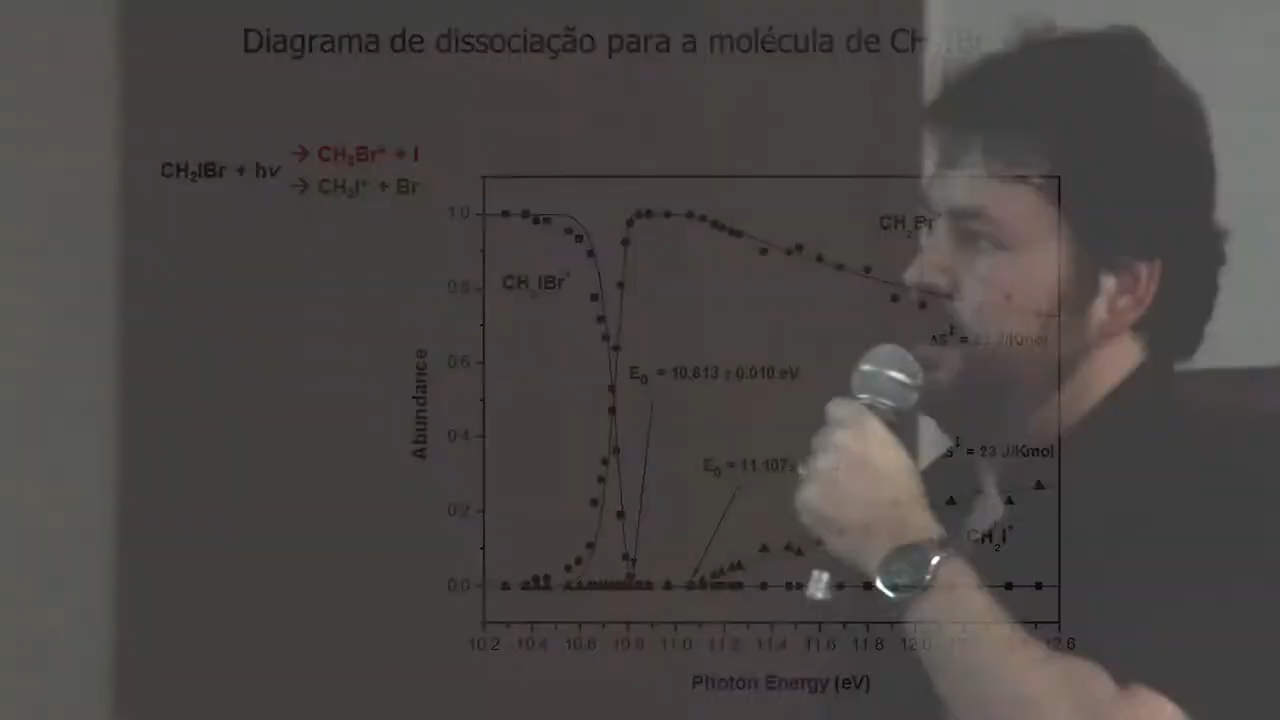 Diagrama de dissociação para a molécula de CH2IBr
→ CH2Br+ + I
CH2IBr + hν
→ CH2I+ + Br
1.0
CH2Br
CH2IBr+
0.8
ΔS‡ = 21 J/Kmol
0.6
E0 = 10.813 ± 0.010 eV
Abundance
0.4
S‡ = 23 J/Kmol
E0 = 11.107±
0.2
CH2I+
0.0
10.2 10.4 10.6 10.8 11.0 11.2 11.4 11.6 11.8 12.0 12.6
Photon Energy (eV)